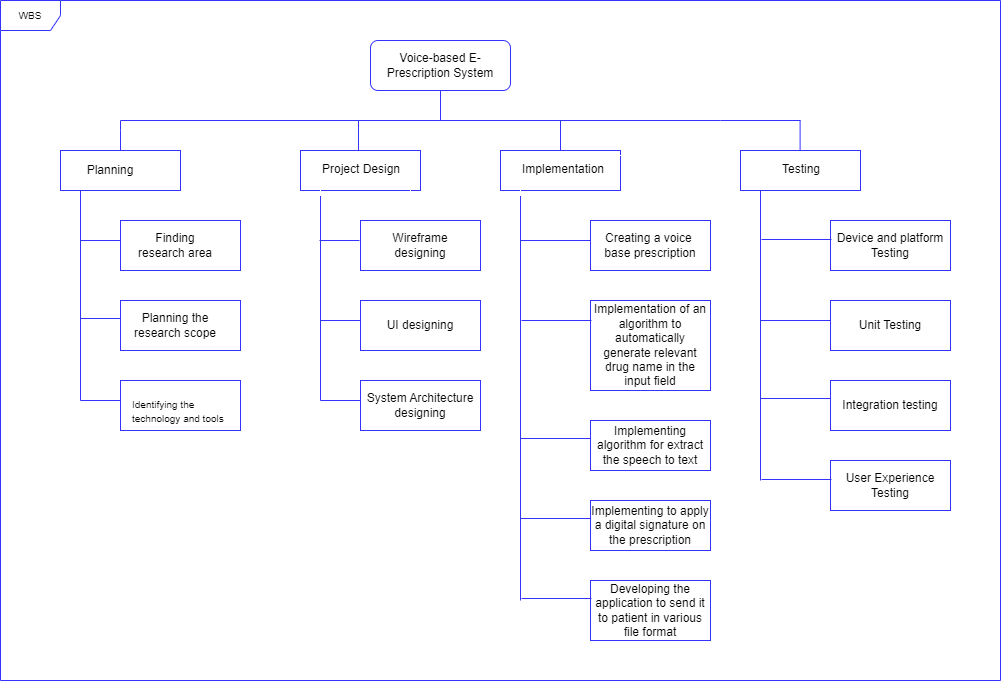 WBS
Voice-based E-
Prescription System
Planning
Project Design
Implementation
Testing
Finding
research area
Planning the
research scope
Identifying the
technology and tools
Wireframe
designing
UI designing
System Architecture
designing
Creating a voice
base prescription
Implementation of an
algorithm to
automatically
generate relevant
drug name in the
input field
Implementing
algorithm for extract
the speech to text
Implementing to apply
a digital signature on
the prescription
Developing the
application to send it
to patient in various
file format
Device and platform
Testing
Unit Testing
Integration testing
User Experience
Testing